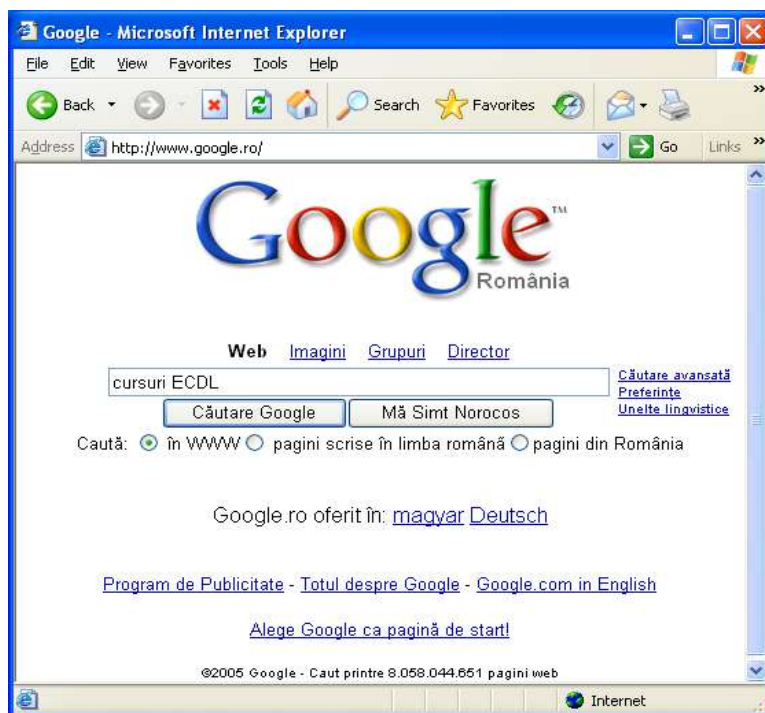 Google - Microsoft Internet Explorer
File Edit View Favorites Tools Help
Back Search Favorites »
Address http://www.google.ro/ Go Links »
Google™
România
Web Imagini Grupuri Director
cursuri ECDL Căutare avansată
Preferinţe
Căutare Google Mă Simt Norocos Unelte lingvistice
Caută: în WWW pagini scrise în limba română pagini din România
Google.ro oferit în: magyar Deutsch
Program de Publicitate - Totul despre Google - Google.com in English
Alege Google ca pagină de start!
©2005 Google - Caut printre 8.058.044.651 pagini web
Internet